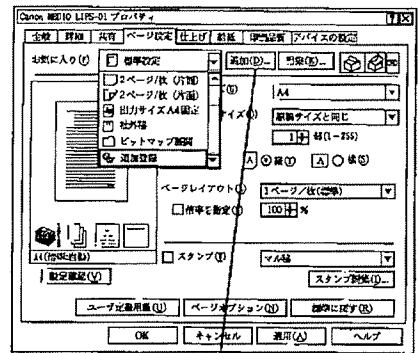 Canon MEDIO LIPS-D1 プロパティ
全般 詳細 共有 ページ設定 仕上げ 給紙 印刷品質 デバイスの設定
お気に入り(F) 標準設定 追加(D)... 編集(E)...
2ページ/枚 (片面)
2ページ/枚 (両面)
出力サイズA4固定
社外秘
ビットマップ展開
追加登録
A4
原稿サイズと同じ
1 部(1-255)
A 縦(T) A 横(S)
ページレイアウト(L) 1ページ/枚(標準)
倍率を指定 100 %
スタンプ マル秘
スタンプ編集(I)...
設定確認(V)
ユーザ定義用紙(U) ページオプション(N) 標準に戻す(R)
OK キャンセル 適用(A) ヘルプ